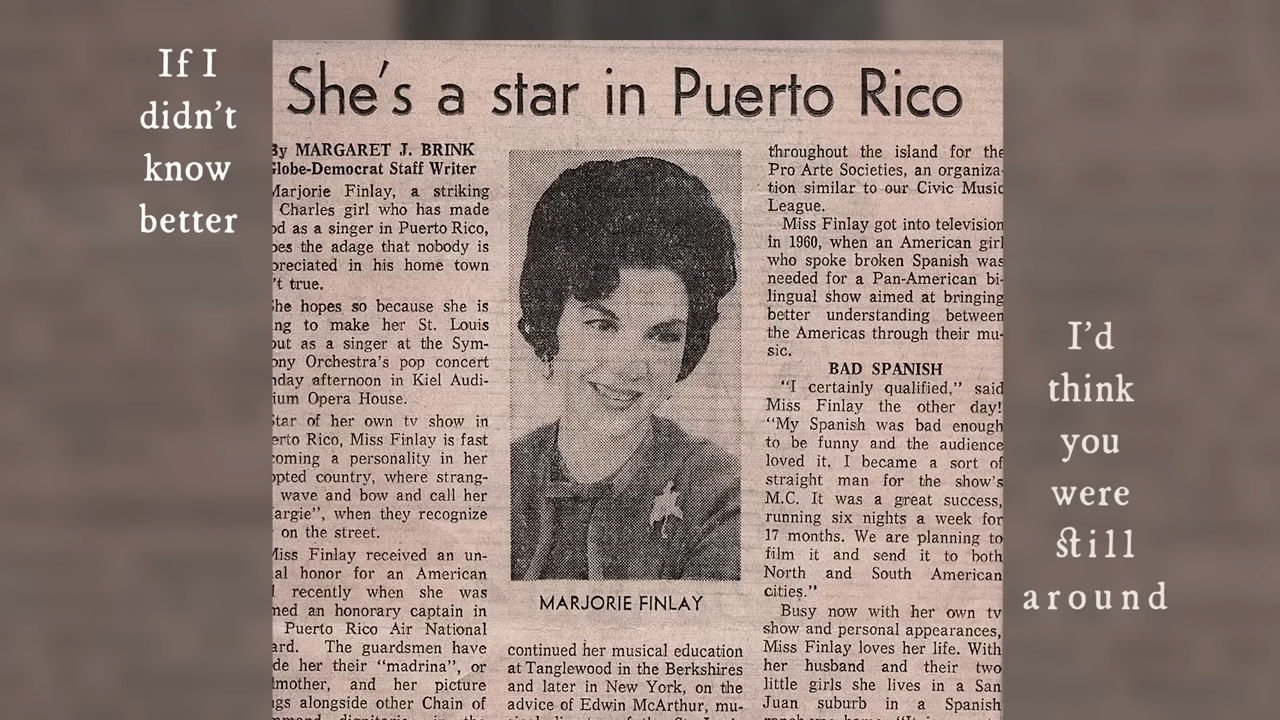 If I
didn't
know
better
She's a star in Puerto Rico
By MARGARET J. BRINK
Globe-Democrat Staff Writer
Marjorie Finlay, a striking
Charles girl who has made
as a singer in Puerto Rico,
the adage that nobody is
in his home town
't true.
She hopes so because she is
to make her St. Louis
as a singer at the Sym-
Orchestra's pop concert
afternoon in Kiel Audi-
Opera House.
Star of her own tv show in
Rico, Miss Finlay is fast
a personality in her
country, where strang-
wave and bow and call her
when they recognize
on the street.
Miss Finlay received an un-
honor for an American
recently when she was
an honorary captain in
Puerto Rico Air National
The guardsmen have
her their "madrina", or
and her picture
alongside other Chain of
MARJORIE FINLAY
continued her musical education
at Tanglewood in the Berkshires
and later in New York, on the
advice of Edwin McArthur, mu-
throughout the island for the
Pro Arte Societies, an organiza-
tion similar to our Civic Music
League.
Miss Finlay got into television
in 1960, when an American girl
who spoke broken Spanish was
needed for a Pan-American bi-
lingual show aimed at bringing
better understanding between
the Americas through their mu-
sic.
BAD SPANISH
"I certainly qualified," said
Miss Finlay the other day!
"My Spanish was bad enough
to be funny and the audience
loved it. I became a sort of
straight man for the show's
M.C. It was a great success,
running six nights a week for
17 months. We are planning to
film it and send it to both
North and South American
cities."
Busy now with her own tv
show and personal appearances,
Miss Finlay loves her life. With
her husband and their two
little girls she lives in a San
Juan suburb in a Spanish
I'd
think
you
were
still
around